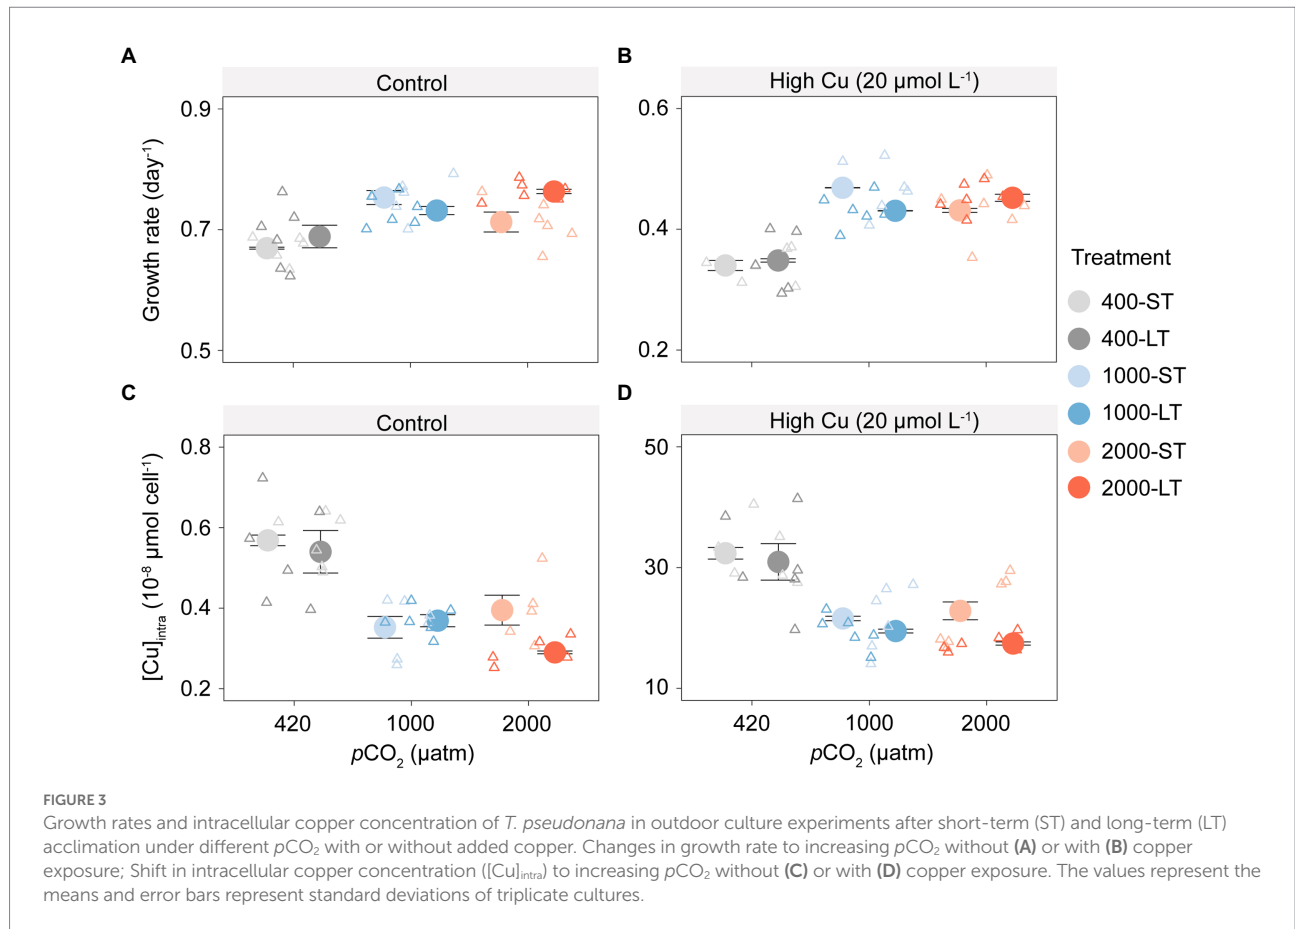 A
B
Control
High Cu (20 µmol L⁻¹)
Growth rate (day⁻¹)
0.9
0.7
0.5
0.6
0.4
0.2
Treatment
400-ST
400-LT
1000-ST
1000-LT
2000-ST
2000-LT
C
D
Control
High Cu (20 µmol L⁻¹)
[Cu]intra (10⁻⁸ µmol cell⁻¹)
0.8
0.6
0.4
0.2
50
30
10
420 1000 2000
420 1000 2000
pCO₂ (µatm)
pCO₂ (µatm)
FIGURE 3
Growth rates and intracellular copper concentration of T. pseudonana in outdoor culture experiments after short-term (ST) and long-term (LT)
acclimation under different pCO₂ with or without added copper. Changes in growth rate to increasing pCO₂ without (A) or with (B) copper
exposure; Shift in intracellular copper concentration ([Cu]intra) to increasing pCO₂ without (C) or with (D) copper exposure. The values represent the
means and error bars represent standard deviations of triplicate cultures.